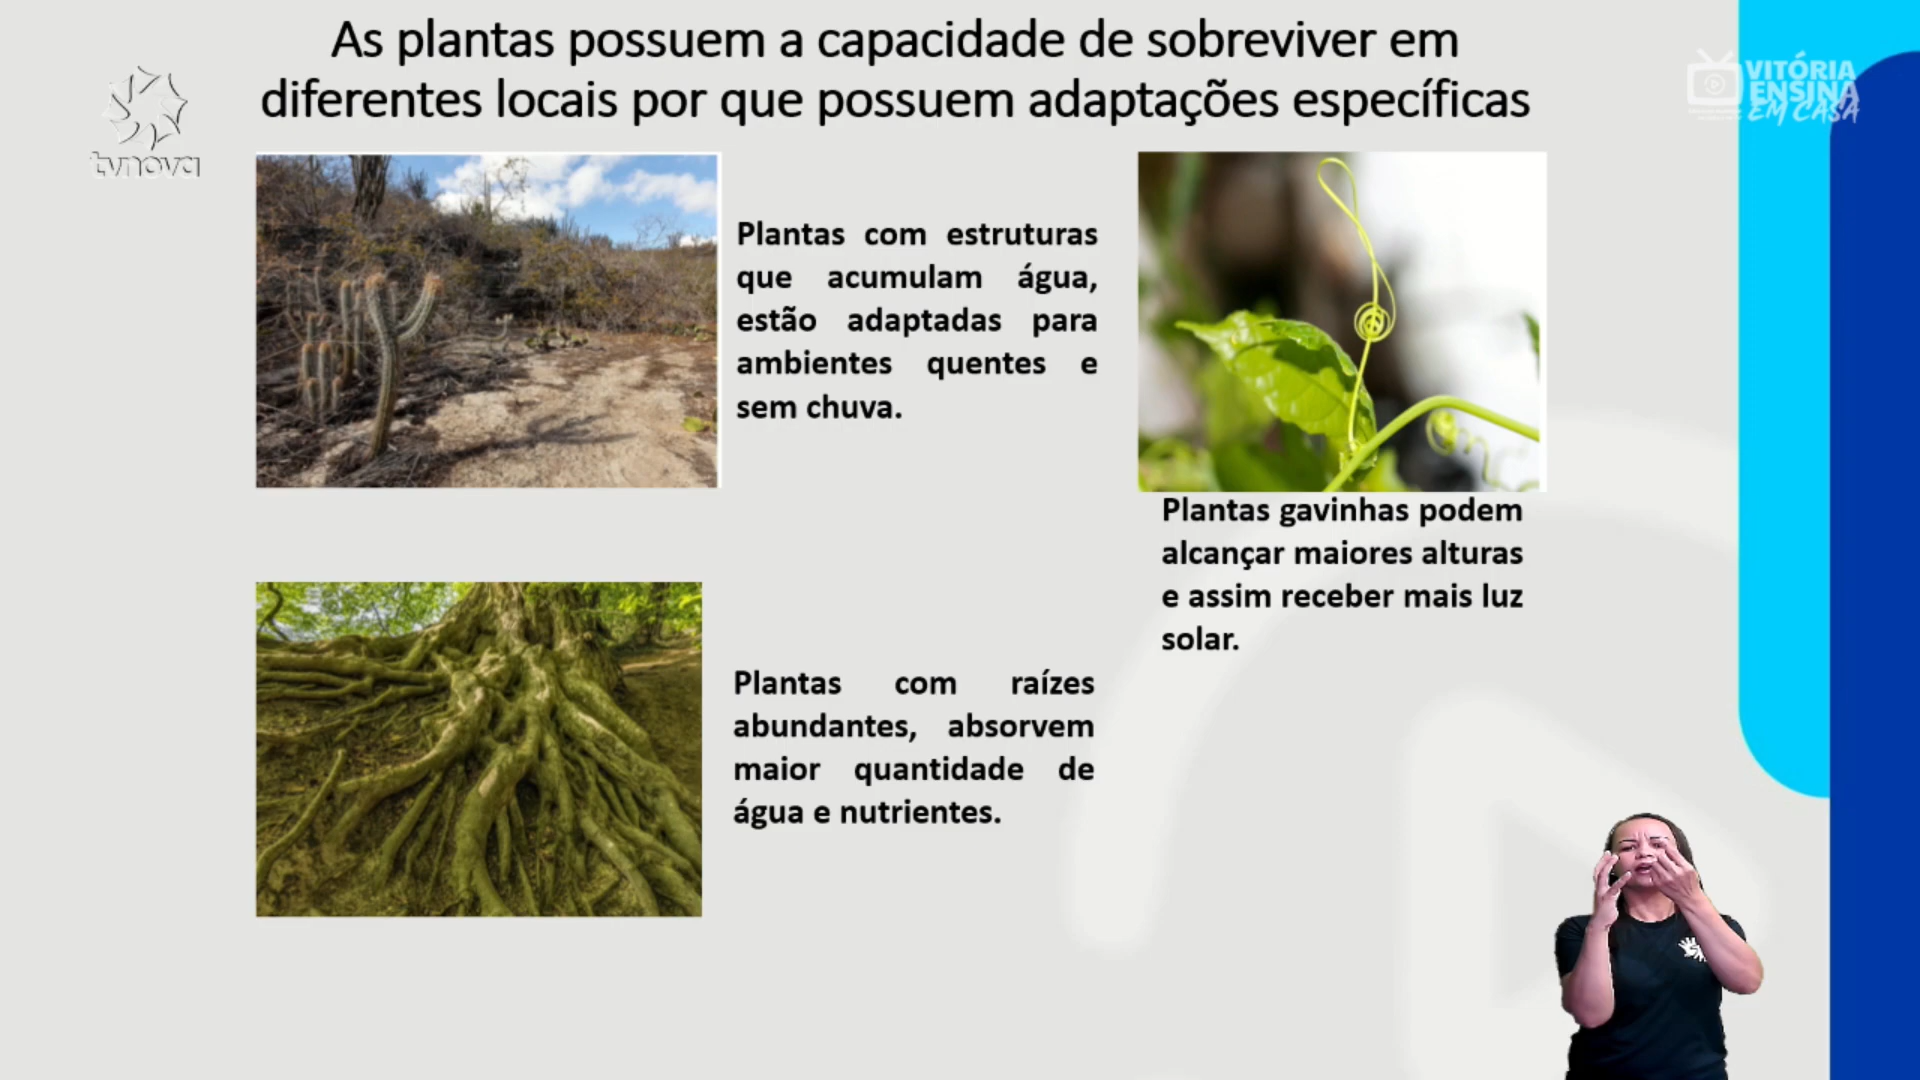 As plantas possuem a capacidade de sobreviver em
diferentes locais por que possuem adaptações específicas
tvnova
VITÓRIA
ENSINA
EM CASA
Plantas com estruturas
que acumulam água,
estão adaptadas para
ambientes quentes e
sem chuva.
Plantas gavinhas podem
alcançar maiores alturas
e assim receber mais luz
solar.
Plantas com raízes
abundantes, absorvem
maior quantidade de
água e nutrientes.